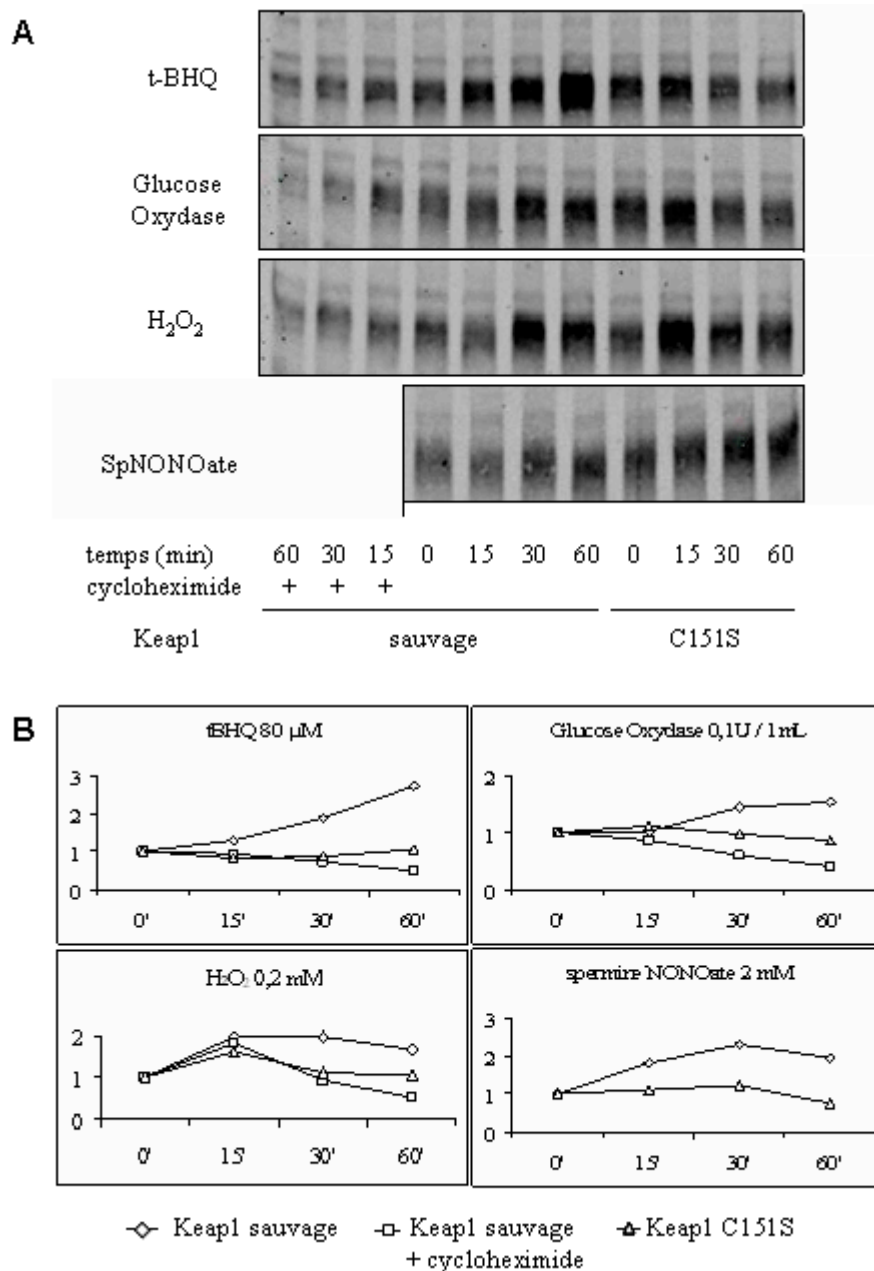 A
t-BHQ
Glucose
Oxydase
H₂O₂
SpNONOate
temps (min) 60 30 15 0 15 30 60 0 15 30 60
cycloheximide + + +
Keap1 sauvage C151S
B
tBHQ 80 µM
3
2
1
0
0' 15' 30' 60'
Glucose Oxydase 0,1U / 1mL
2
1
0
0' 15' 30' 60'
H₂O₂ 0,2 mM
2
1
0
0' 15' 30' 60'
spermire NONOate 2 mM
3
2
1
0
0' 15' 30' 60'
Keap1 sauvage Keap1 sauvage Keap1 C151S
+ cycloheximide